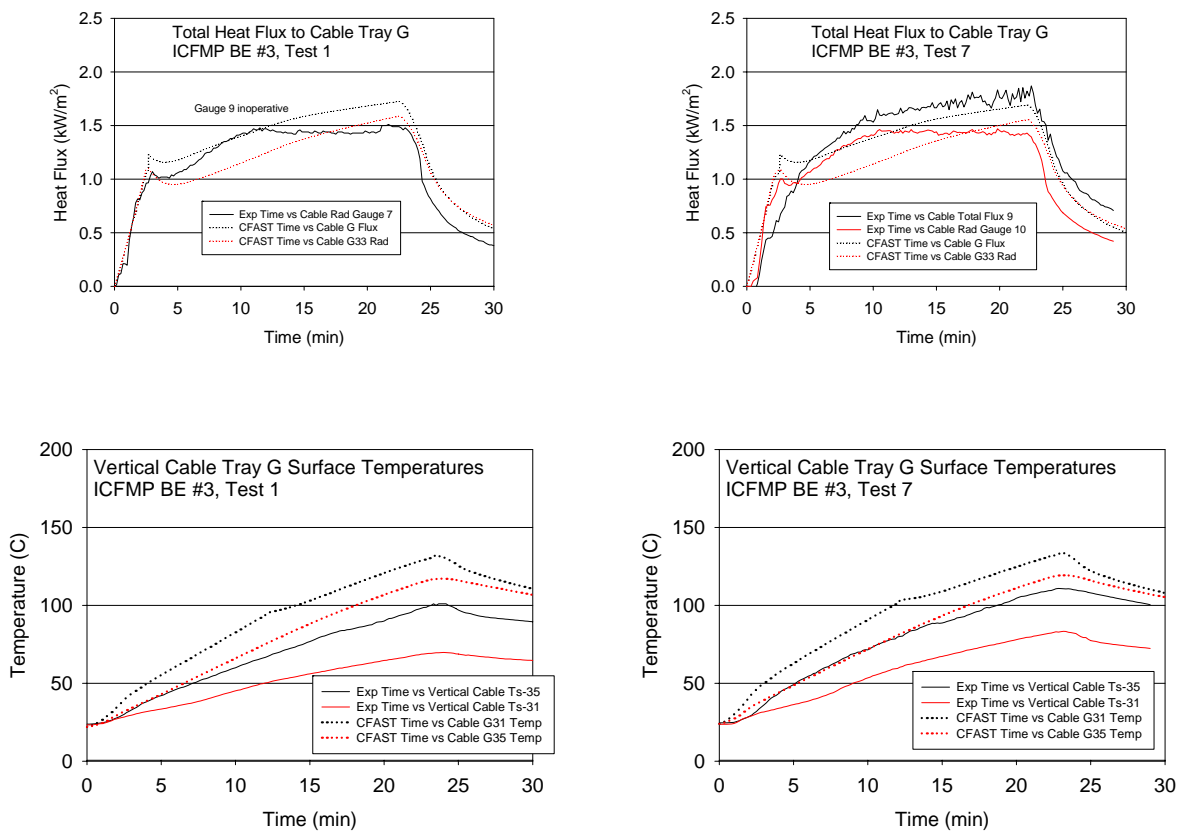 Total Heat Flux to Cable Tray G
ICFMP BE #3, Test 1
Gauge 9 inoperative
Heat Flux (kW/m2)
2.5
2.0
1.5
1.0
0.5
0.0
Exp Time vs Cable Rad Gauge 7
CFAST Time vs Cable G Flux
CFAST Time vs Cable G33 Rad
0 5 10 15 20 25 30
Time (min)
Total Heat Flux to Cable Tray G
ICFMP BE #3, Test 7
Heat Flux (kW/m2)
2.5
2.0
1.5
1.0
0.5
0.0
Exp Time vs Cable Total Flux 9
Exp Time vs Cable Rad Gauge 10
CFAST Time vs Cable G Flux
CFAST Time vs Cable G33 Rad
0 5 10 15 20 25 30
Time (min)
Vertical Cable Tray G Surface Temperatures
ICFMP BE #3, Test 1
Temperature (C)
200
150
100
50
0
Exp Time vs Vertical Cable Ts-35
Exp Time vs Vertical Cable Ts-31
CFAST Time vs Cable G31 Temp
CFAST Time vs Cable G35 Temp
0 5 10 15 20 25 30
Time (min)
Vertical Cable Tray G Surface Temperatures
ICFMP BE #3, Test 7
Temperature (C)
200
150
100
50
0
Exp Time vs Vertical Cable Ts-35
Exp Time vs Vertical Cable Ts-31
CFAST Time vs Cable G31 Temp
CFAST Time vs Cable G35 Temp
0 5 10 15 20 25 30
Time (min)